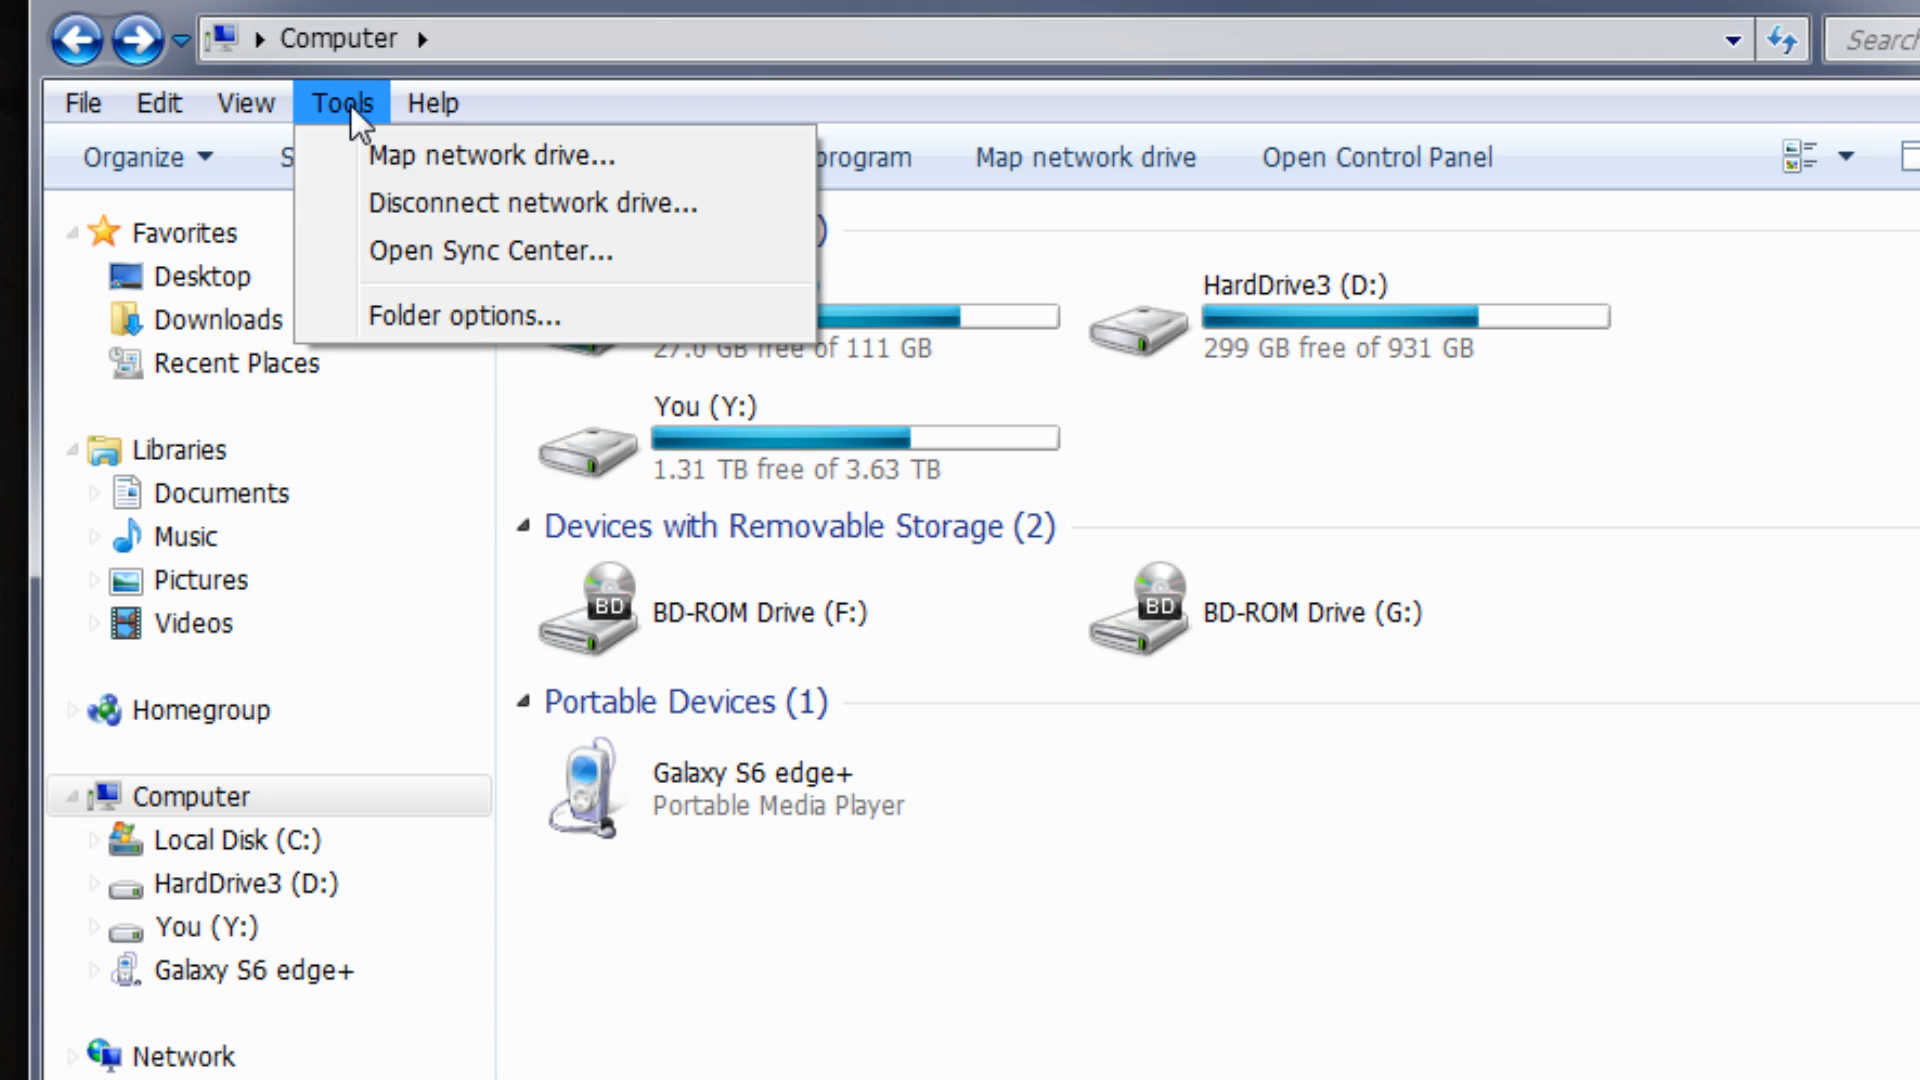 Computer
Search
File Edit View Tools Help
Organize program Map network drive Open Control Panel
Map network drive...
Disconnect network drive...
Open Sync Center...
Folder options...
Favorites
Desktop
Downloads
Recent Places
Libraries
Documents
Music
Pictures
Videos
Homegroup
Computer
Local Disk (C:)
HardDrive3 (D:)
You (Y:)
Galaxy S6 edge+
Network
27.0 GB free of 111 GB
HardDrive3 (D:)
299 GB free of 931 GB
You (Y:)
1.31 TB free of 3.63 TB
Devices with Removable Storage (2)
BD
BD-ROM Drive (F:)
BD
BD-ROM Drive (G:)
Portable Devices (1)
Galaxy S6 edge+
Portable Media Player